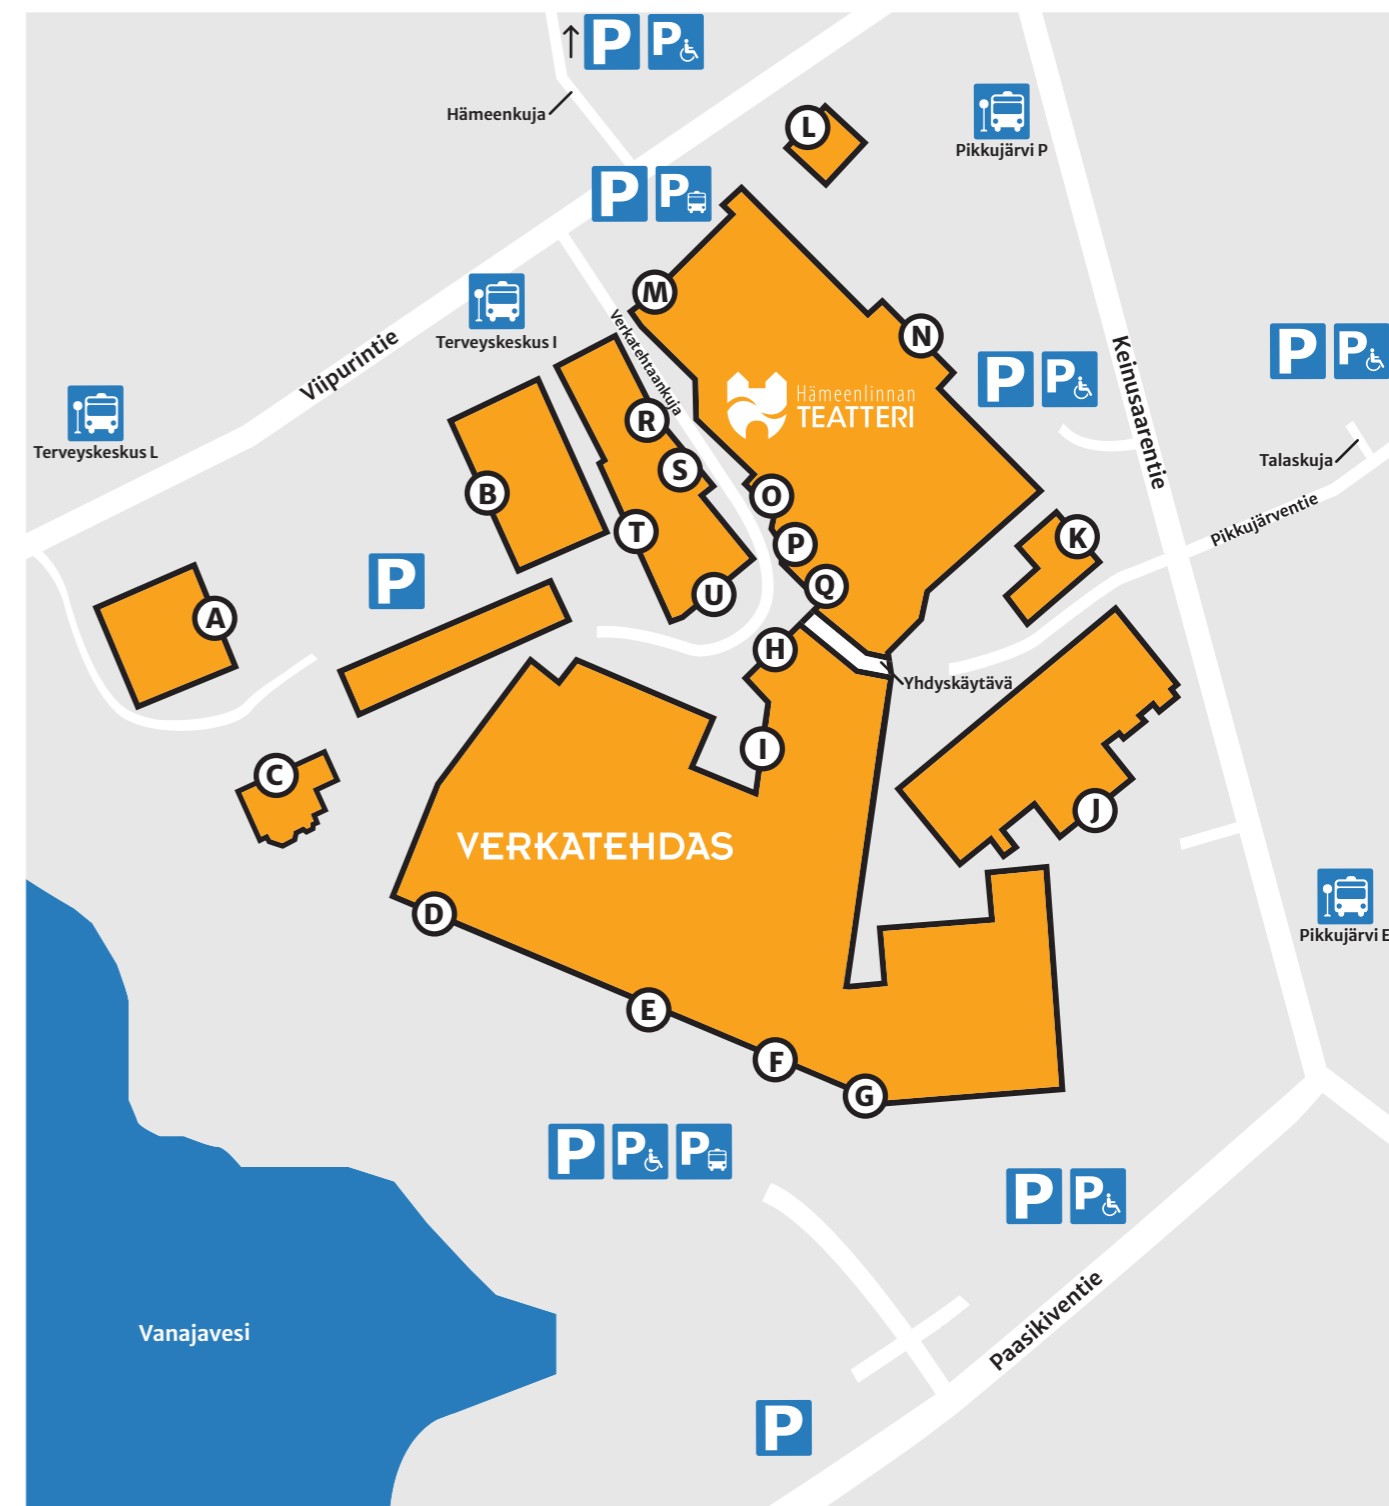 P P
Hämeenkuja
L
Pikkujärvi P
P P
M
Terveyskeskus I
Verkatehtaankuja
N
Keinusaarentie
Viipurintie
P P
P P
Hämeenlinnan
TEATTERI
Terveyskeskus L
R
S
Talaskuja
B
O
Pikkujärventie
T
P
K
P
Q
U
A
H
Yhdyskäytävä
I
C
J
VERKATEHDAS
D
Pikkujärvi E
E
F
G
P P P
P P
Vanajavesi
Paasikiventie
P